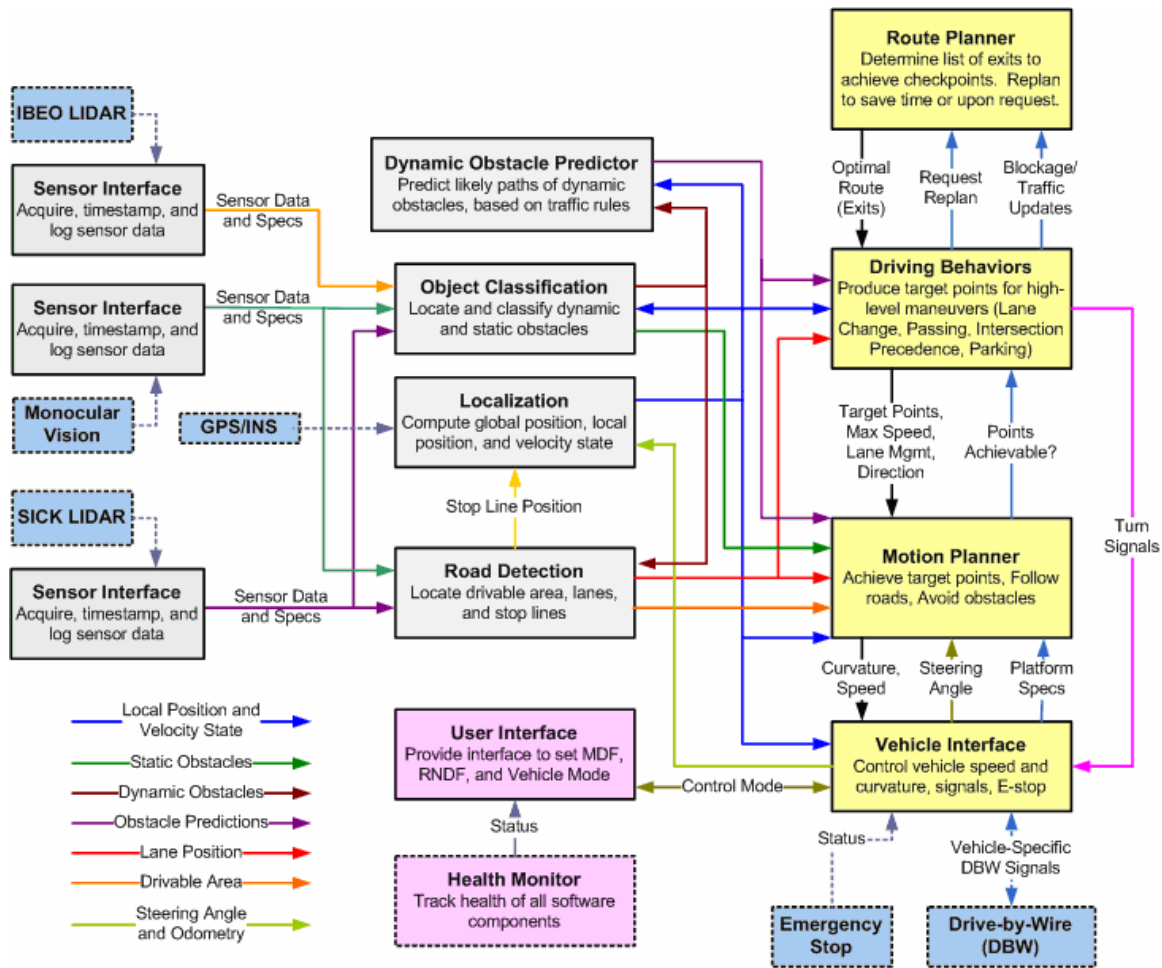 Route Planner
Determine list of exits to
achieve checkpoints.  Replan
to save time or upon request.
IBEO LIDAR
Sensor Interface
Acquire, timestamp, and
log sensor data
Sensor Data
and Specs
Dynamic Obstacle Predictor
Predict likely paths of dynamic
obstacles, based on traffic rules
Optimal
Route
(Exits)
Request
Replan
Blockage/
Traffic
Updates
Sensor Interface
Acquire, timestamp, and
log sensor data
Sensor Data
and Specs
Object Classification
Locate and classify dynamic
and static obstacles
Driving Behaviors
Produce target points for high-
level maneuvers (Lane
Change, Passing, Intersection
Precedence, Parking)
Monocular
Vision
GPS/INS
Localization
Compute global position, local
position, and velocity state
Target Points,
Max Speed,
Lane Mgmt,
Direction
Points
Achievable?
SICK LIDAR
Stop Line Position
Turn
Signals
Sensor Interface
Acquire, timestamp, and
log sensor data
Sensor Data
and Specs
Road Detection
Locate drivable area, lanes,
and stop lines
Motion Planner
Achieve target points, Follow
roads, Avoid obstacles
Curvature,
Speed
Steering
Angle
Platform
Specs
Local Position and
Velocity State
Static Obstacles
Dynamic Obstacles
Obstacle Predictions
Lane Position
Drivable Area
Steering Angle
and Odometry
User Interface
Provide interface to set MDF,
RNDF, and Vehicle Mode
Control Mode
Vehicle Interface
Control vehicle speed and
curvature, signals, E-stop
Status
Health Monitor
Track health of all software
components
Status
Vehicle-Specific
DBW Signals
Emergency
Stop
Drive-by-Wire
(DBW)